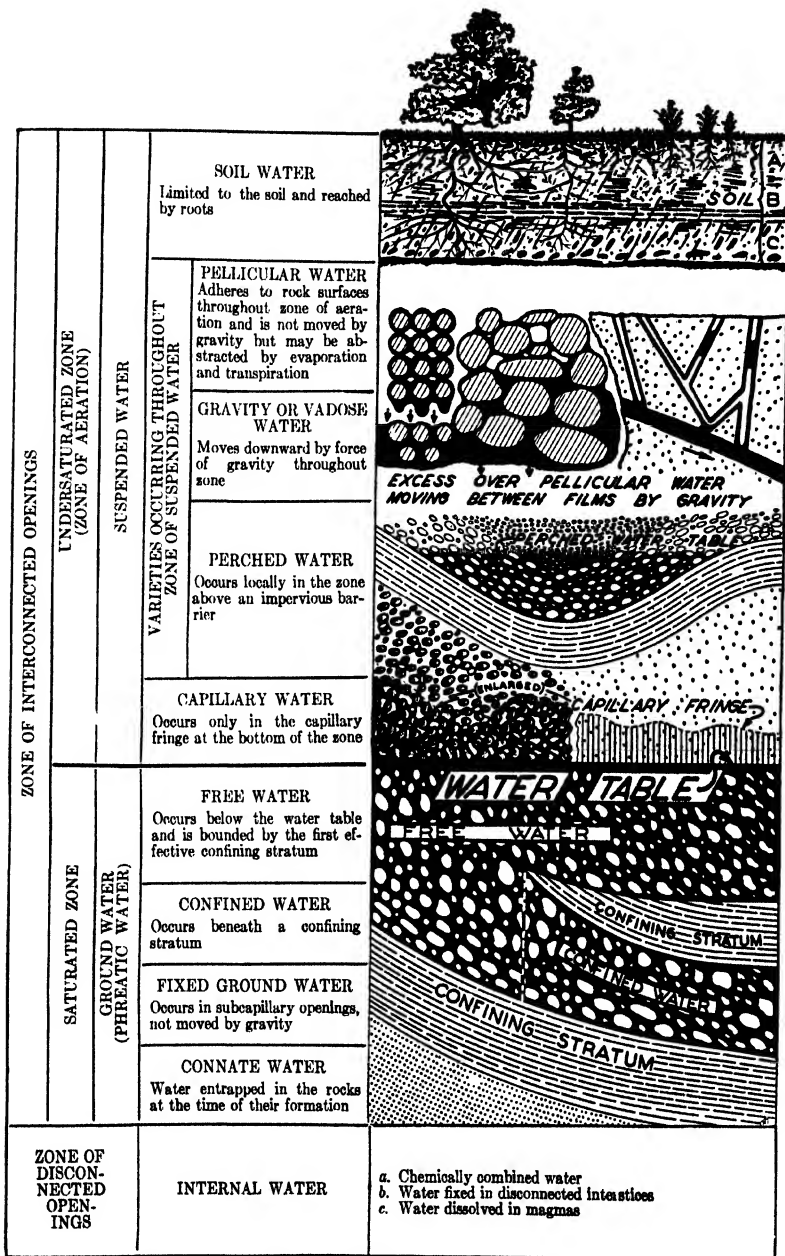 ZONE OF INTERCONNECTED OPENINGS
UNDERSATURATED ZONE
(ZONE OF AERATION)
SUSPENDED WATER
SOIL WATER
Limited to the soil and reached
by roots
VARIETIES OCCURRING THROUGHOUT
ZONE OF SUSPENDED WATER
PELLICULAR WATER
Adheres to rock surfaces
throughout zone of aera-
tion and is not moved by
gravity but may be ab-
stracted by evaporation
and transpiration
GRAVITY OR VADOSE
WATER
Moves downward by force
of gravity throughout
zone
PERCHED WATER
Occurs locally in the zone
above an impervious bar-
rier
CAPILLARY WATER
Occurs only in the capillary
fringe at the bottom of the zone
SATURATED ZONE
GROUND WATER
(PHREATIC WATER)
FREE WATER
Occurs below the water table
and is bounded by the first ef-
fective confining stratum
CONFINED WATER
Occurs beneath a confining
stratum
FIXED GROUND WATER
Occurs in subcapillary openings,
not moved by gravity
CONNATE WATER
Water entrapped in the rocks
at the time of their formation
A
SOIL B
C
EXCESS OVER PELLICULAR WATER
MOVING BETWEEN FILMS BY GRAVITY
PERCHED WATER TABLE
(ENLARGED)
CAPILLARY FRINGE
WATER TABLE
FREE WATER
CONFINING STRATUM
CONFINED WATER
CONFINING STRATUM
ZONE OF
DISCON-
NECTED
OPEN-
INGS
INTERNAL WATER
a. Chemically combined water
b. Water fixed in disconnected interstices
c. Water dissolved in magmas